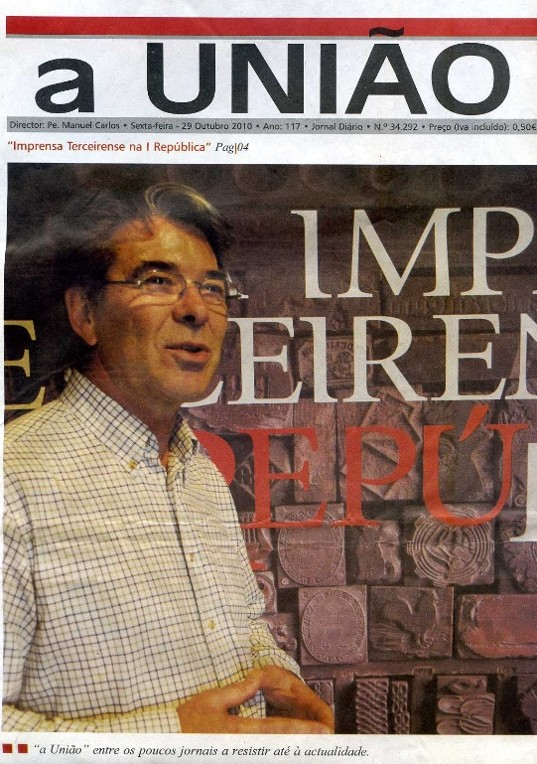 a UNIÃO
Director: Pe. Manuel Carlos • Sexta-feira - 29 Outubro 2010 • Ano: 117 • Jornal Diário • N.º 34.292 • Preço (iva incluído): 0,50€
"Imprensa Terceirense na I República" Pag|04
IMP
E CEIREN
REPÚ
"a União" entre os poucos jornais a resistir até à actualidade.